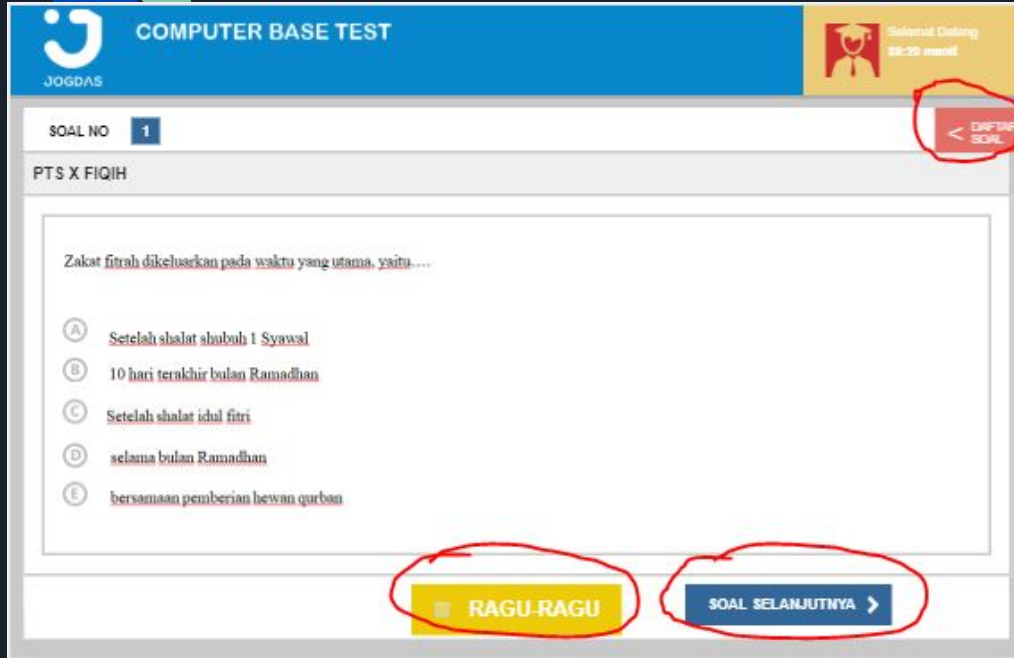 COMPUTER BASE TEST
JOGDAS
Selamat Datang
SOAL NO 1
< DAFTAR
SOAL
PTS X FIQIH
Zakat fitrah dikeluarkan pada waktu yang utama, yaitu....
A Setelah shalat shubuh 1 Syawal
B 10 hari terakhir bulan Ramadhan
C Setelah shalat idul fitri
D selama bulan Ramadhan
E bersamaan pemberian hewan qurban
RAGU-RAGU
SOAL SELANJUTNYA >